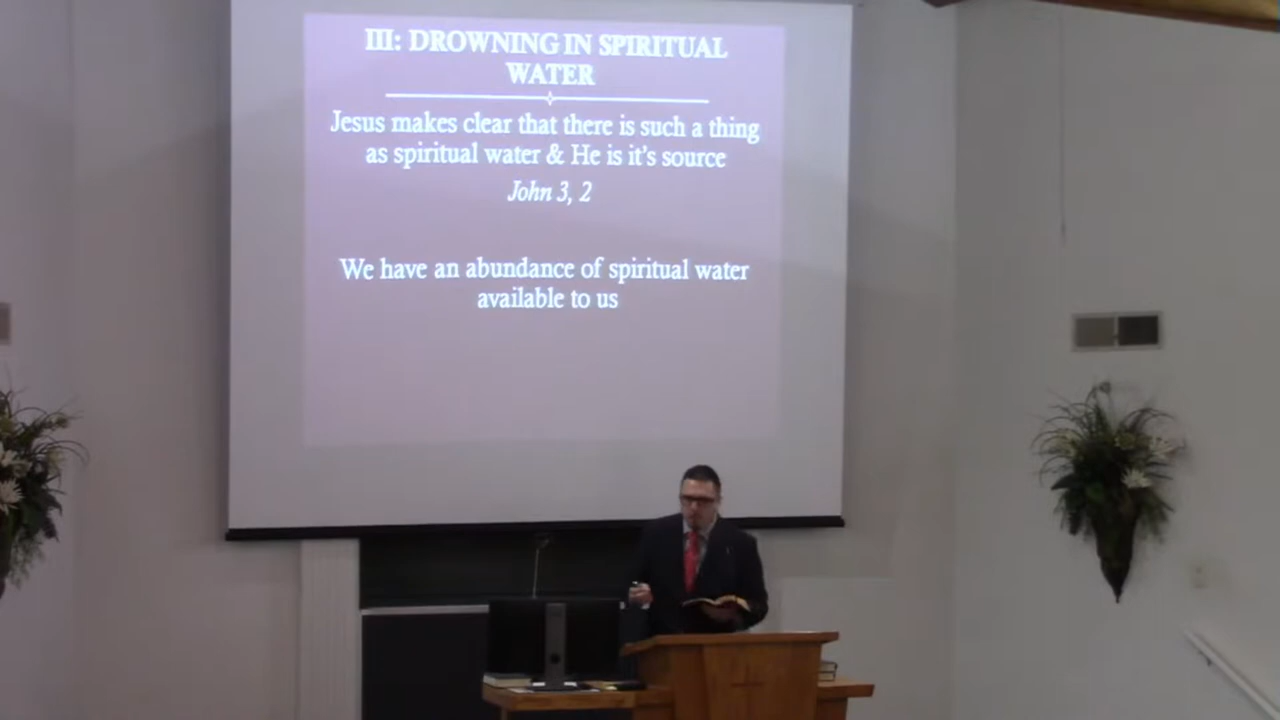 III: DROWNING IN SPIRITUAL
WATER
Jesus makes clear that there is such a thing
as spiritual water & He is it's source
John 3, 2
We have an abundance of spiritual water
available to us